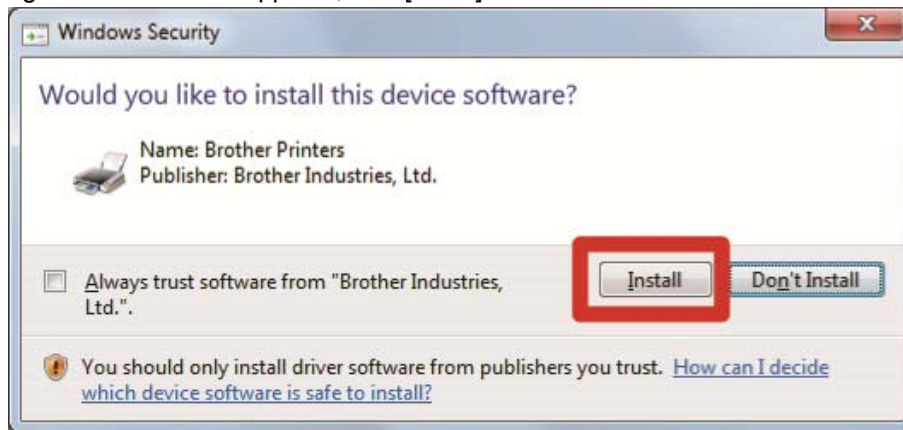 Windows Security
Would you like to install this device software?
Name: Brother Printers
Publisher: Brother Industries, Ltd.
Always trust software from "Brother Industries,
Ltd.".
Install
Don't Install
You should only install driver software from publishers you trust. How can I decide
which device software is safe to install?